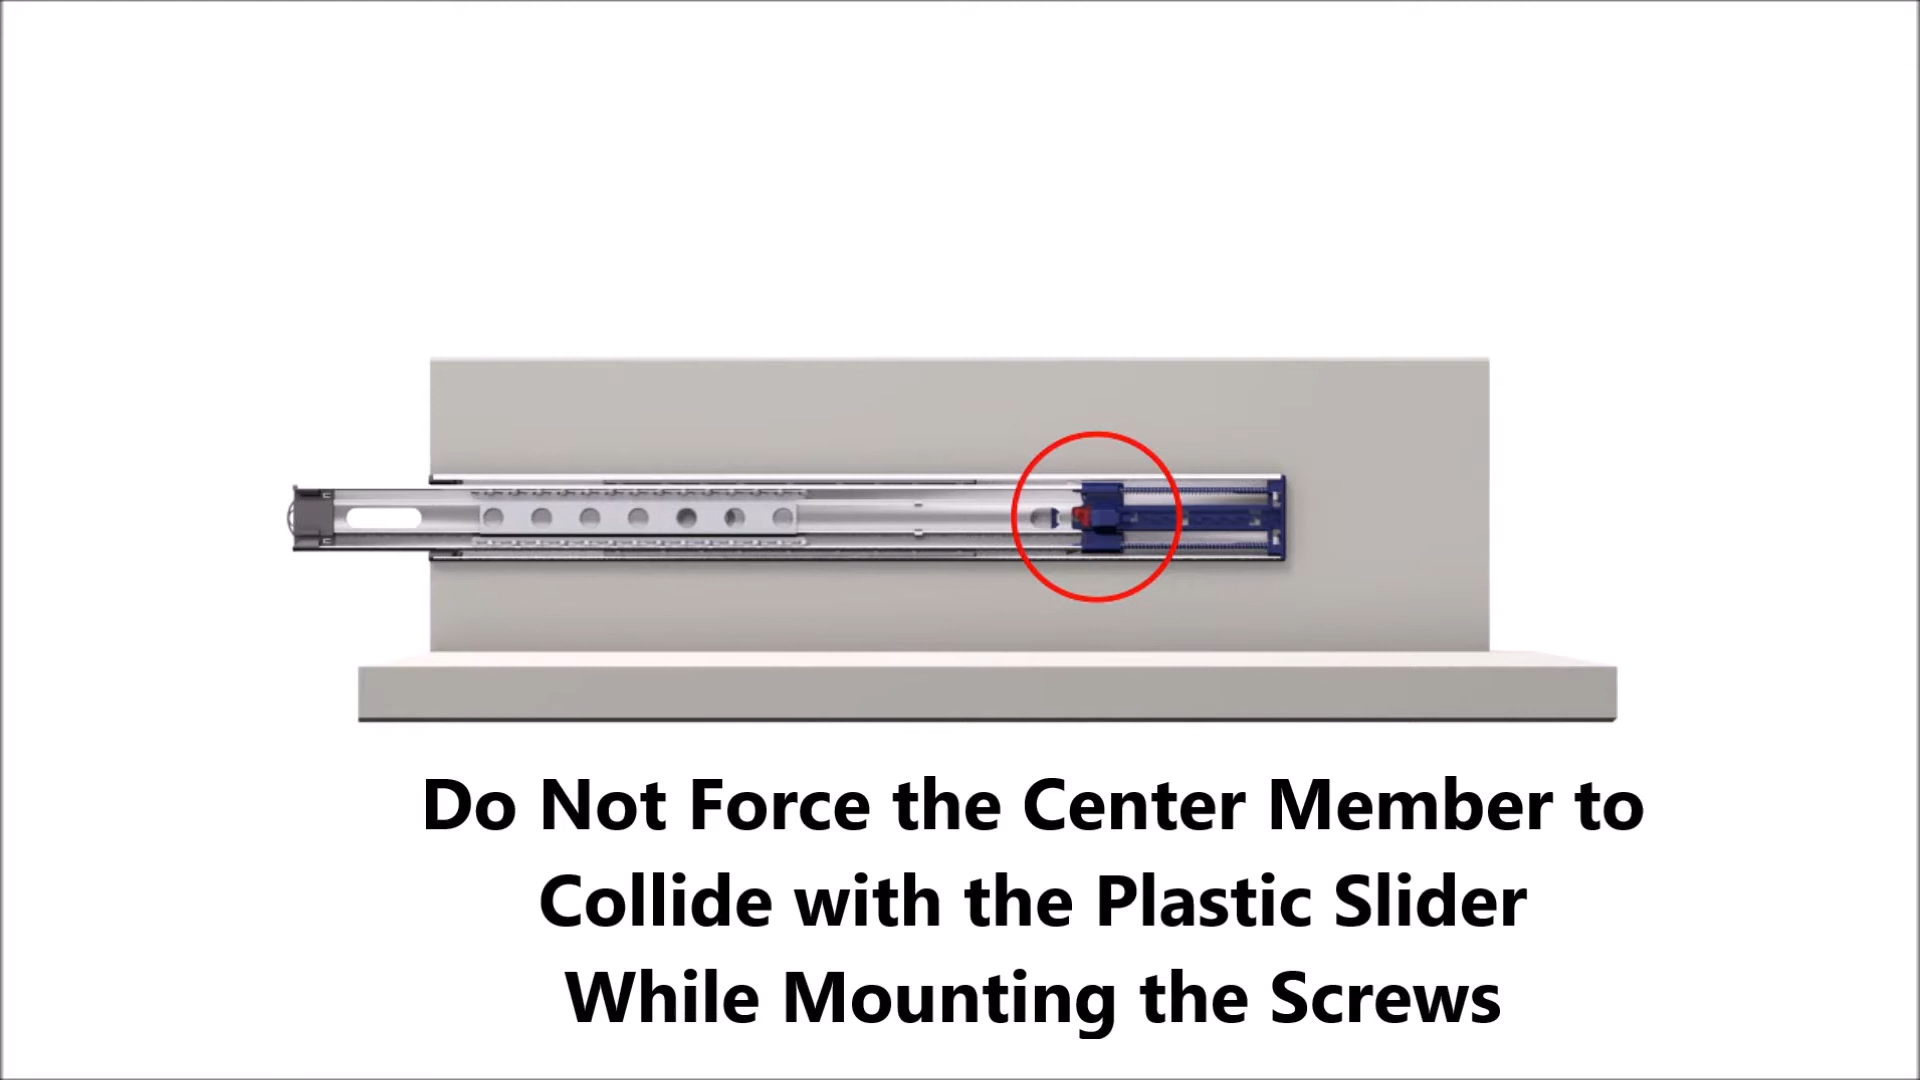 Do Not Force the Center Member to
Collide with the Plastic Slider
While Mounting the Screws